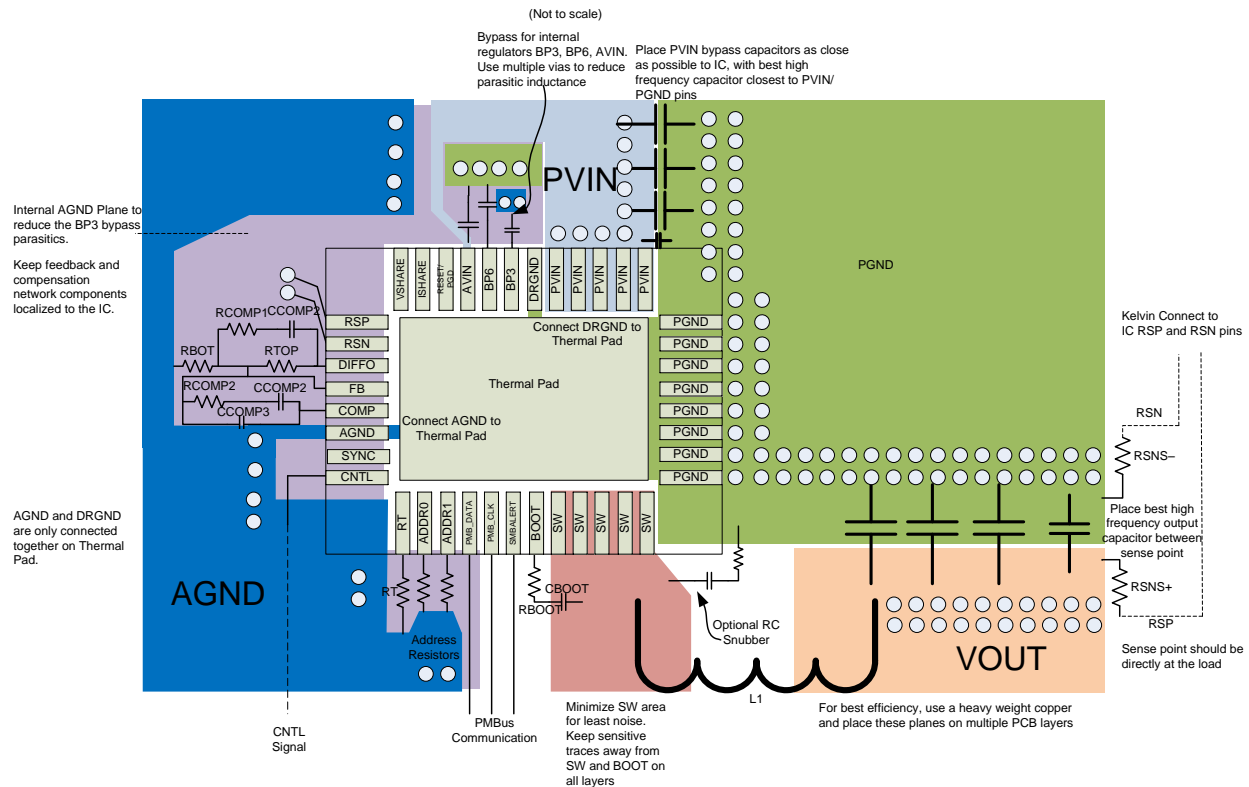 (Not to scale)
Bypass for internal
regulators BP3, BP6, AVIN.
Use multiple vias to reduce
parasitic inductance
Place PVIN bypass capacitors as close
as possible to IC, with best high
frequency capacitor closest to PVIN/
PGND pins
PVIN
Internal AGND Plane to
reduce the BP3 bypass
parasitics.
Keep feedback and
compensation
network components
localized to the IC.
PGND
VSHARE
ISHARE
RESET/
PGD
AVIN
BP6
BP3
DRGND
PVIN
PVIN
PVIN
PVIN
PVIN
RCOMP1
CCOMP2
RBOT
RTOP
RCOMP2
CCOMP2
CCOMP3
RSP
RSN
DIFFO
FB
COMP
AGND
SYNC
CNTL
Connect DRGND to
Thermal Pad
Thermal Pad
Connect AGND to
Thermal Pad
PGND
PGND
PGND
PGND
PGND
PGND
PGND
PGND
Kelvin Connect to
IC RSP and RSN pins
RSN
RSNS–
Place best high
frequency output
capacitor between
sense point
RSNS+
RSP
Sense point should be
directly at the load
AGND and DRGND
are only connected
together on Thermal
Pad.
RT
ADDR0
ADDR1
PMB_DATA
PMB_CLK
SMBALERT
BOOT
SW
SW
SW
SW
SW
AGND
RT
Address
Resistors
CBOOT
RBOOT
Optional RC
Snubber
VOUT
L1
CNTL
Signal
PMBus
Communication
Minimize SW area
for least noise.
Keep sensitive
traces away from
SW and BOOT on
all layers
For best efficiency, use a heavy weight copper
and place these planes on multiple PCB layers